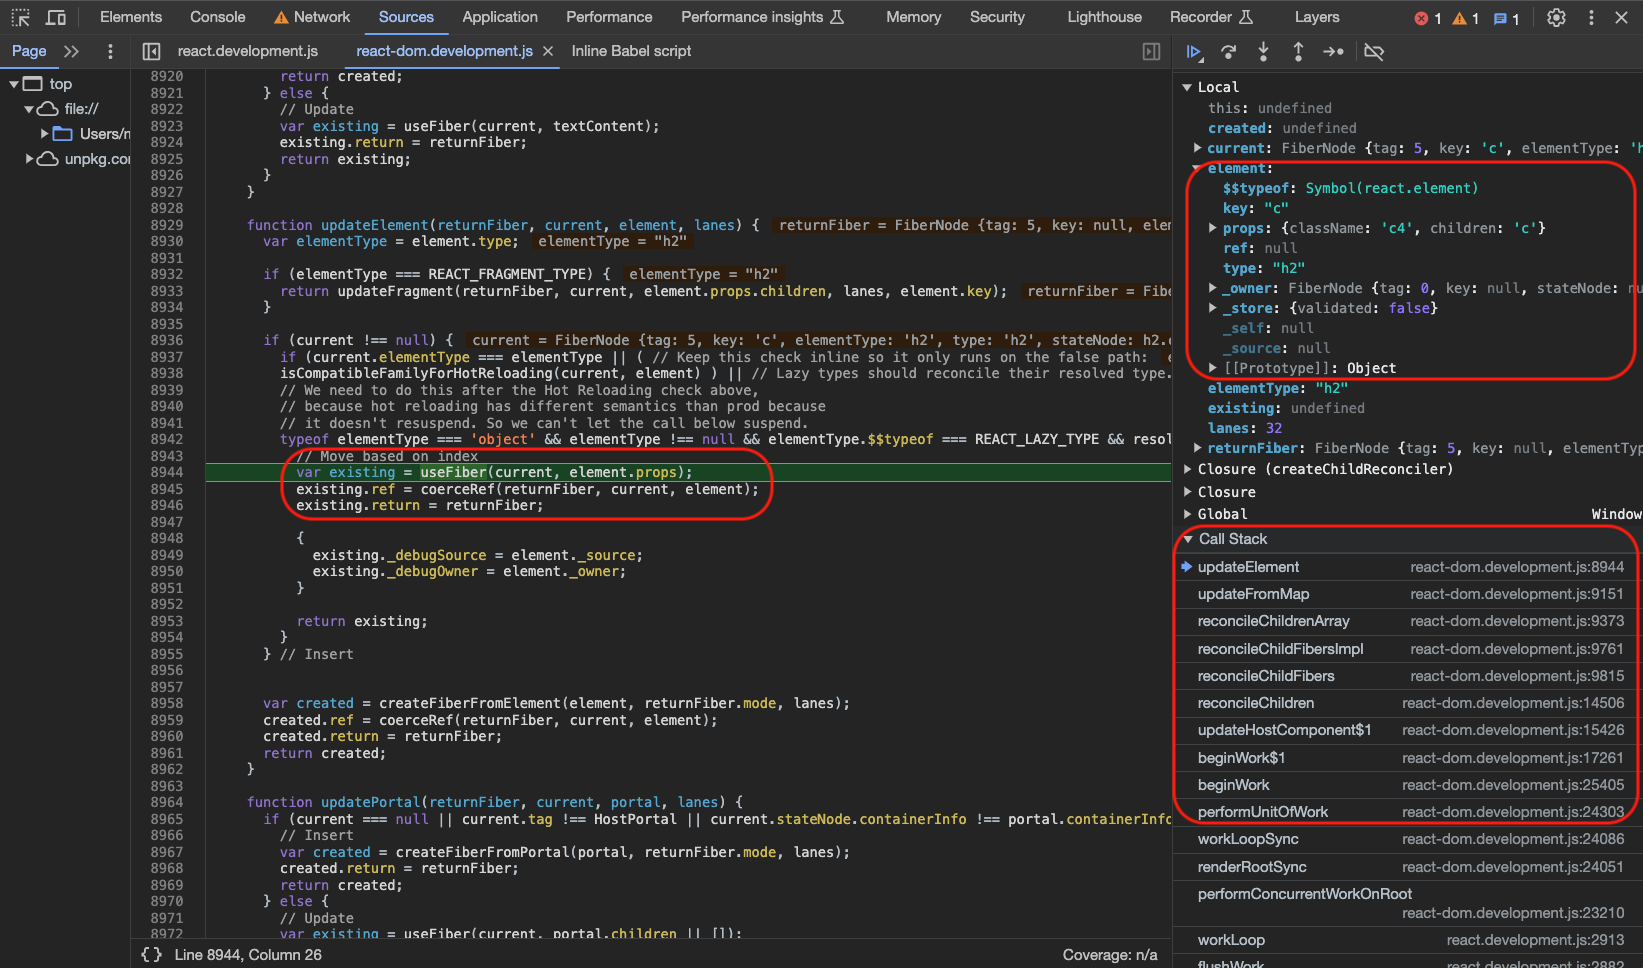 Elements Console Network Sources Application Performance Performance insights Memory Security Lighthouse Recorder Layers 1 1 1
Page react.development.js react-dom.development.js Inline Babel script
top
file://
Users/
unpkg.co
8920 return created;
8921 } else {
8922 // Update
8923 var existing = useFiber(current, textContent);
8924 existing.return = returnFiber;
8925 return existing;
8926 }
8927 }
8928
8929 function updateElement(returnFiber, current, element, lanes) { returnFiber = FiberNode {tag: 5, key: null, elem
8930 var elementType = element.type; elementType = "h2"
8931
8932 if (elementType === REACT_FRAGMENT_TYPE) { elementType = "h2"
8933 return updateFragment(returnFiber, current, element.props.children, lanes, element.key); returnFiber = Fibe
8934 }
8935
8936 if (current !== null) { current = FiberNode {tag: 5, key: 'c', elementType: 'h2', type: 'h2', stateNode: h2.
8937 if (current.elementType === elementType || ( // Keep this check inline so it only runs on the false path:
8938 isCompatibleFamilyForHotReloading(current, element) ) || // Lazy types should reconcile their resolved type.
8939 // We need to do this after the Hot Reloading check above,
8940 // because hot reloading has different semantics than prod because
8941 // it doesn't resuspend. So we can't let the call below suspend.
8942 typeof elementType === 'object' && elementType !== null && elementType.$$typeof === REACT_LAZY_TYPE && resol
8943 // Move based on index
8944 var existing = useFiber(current, element.props);
8945 existing.ref = coerceRef(returnFiber, current, element);
8946 existing.return = returnFiber;
8947
8948 {
8949 existing._debugSource = element._source;
8950 existing._debugOwner = element._owner;
8951 }
8952
8953 return existing;
8954 }
8955 } // Insert
8956
8957
8958 var created = createFiberFromElement(element, returnFiber.mode, lanes);
8959 created.ref = coerceRef(returnFiber, current, element);
8960 created.return = returnFiber;
8961 return created;
8962 }
8963
8964 function updatePortal(returnFiber, current, portal, lanes) {
8965 if (current === null || current.tag !== HostPortal || current.stateNode.containerInfo !== portal.containerInfo
8966 // Insert
8967 var created = createFiberFromPortal(portal, returnFiber.mode, lanes);
8968 created.return = returnFiber;
8969 return created;
8970 } else {
8971 // Update
8972 var existing = useFiber(current, portal.children || []);
{} Line 8944, Column 26 Coverage: n/a
Local
this: undefined
created: undefined
current: FiberNode {tag: 5, key: 'c', elementType: 'h
element:
$$typeof: Symbol(react.element)
key: "c"
props: {className: 'c4', children: 'c'}
ref: null
type: "h2"
_owner: FiberNode {tag: 0, key: null, stateNode: nu
_store: {validated: false}
_self: null
_source: null
[[Prototype]]: Object
elementType: "h2"
existing: undefined
lanes: 32
returnFiber: FiberNode {tag: 5, key: null, elementTyp
Closure (createChildReconciler)
Closure
Global Window
Call Stack
updateElement react-dom.development.js:8944
updateFromMap react-dom.development.js:9151
reconcileChildrenArray react-dom.development.js:9373
reconcileChildFibersImpl react-dom.development.js:9761
reconcileChildFibers react-dom.development.js:9815
reconcileChildren react-dom.development.js:14506
updateHostComponent$1 react-dom.development.js:15426
beginWork$1 react-dom.development.js:17261
beginWork react-dom.development.js:25405
performUnitOfWork react-dom.development.js:24303
workLoopSync react-dom.development.js:24086
renderRootSync react-dom.development.js:24051
performConcurrentWorkOnRoot
react-dom.development.js:23210
workLoop react.development.js:2913
flushWork react.development.js:2882